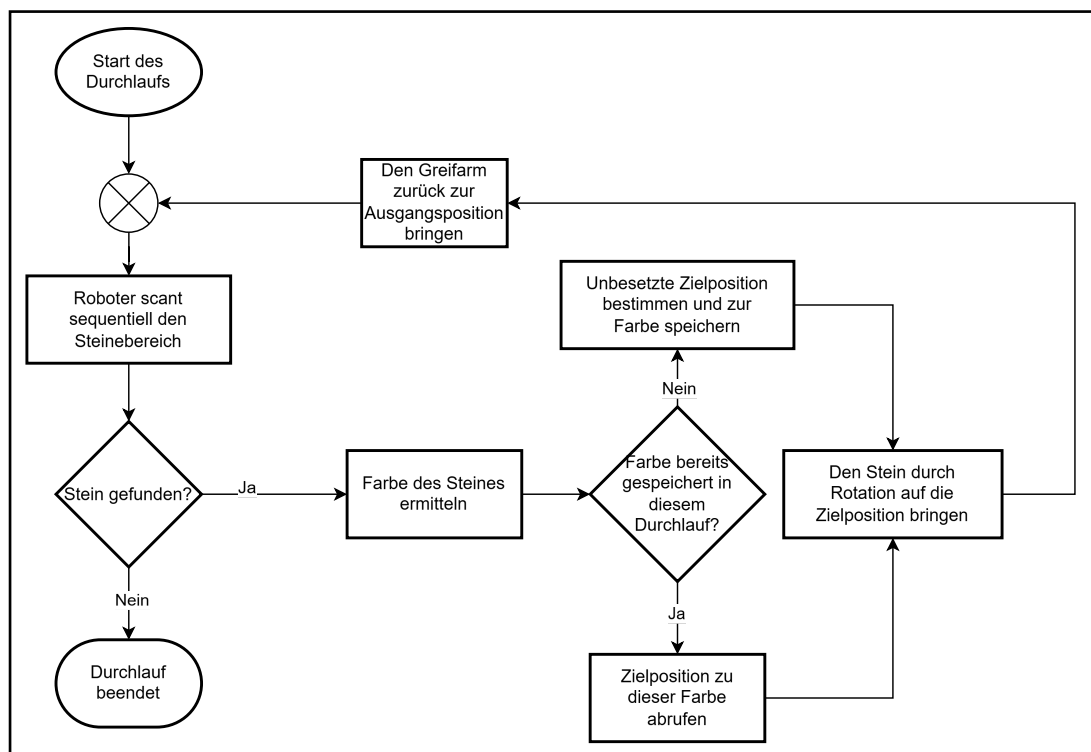 Start des
Durchlaufs
Den Greifarm
zurück zur
Ausgangsposition
bringen
Roboter scant
sequentiell den
Steinebereich
Unbesetzte Zielposition
bestimmen und zur
Farbe speichern
Nein
Stein gefunden?
Ja
Farbe des Steines
ermitteln
Farbe bereits
gespeichert in
diesem
Durchlauf?
Den Stein durch
Rotation auf die
Zielposition bringen
Nein
Ja
Durchlauf
beendet
Zielposition zu
dieser Farbe
abrufen